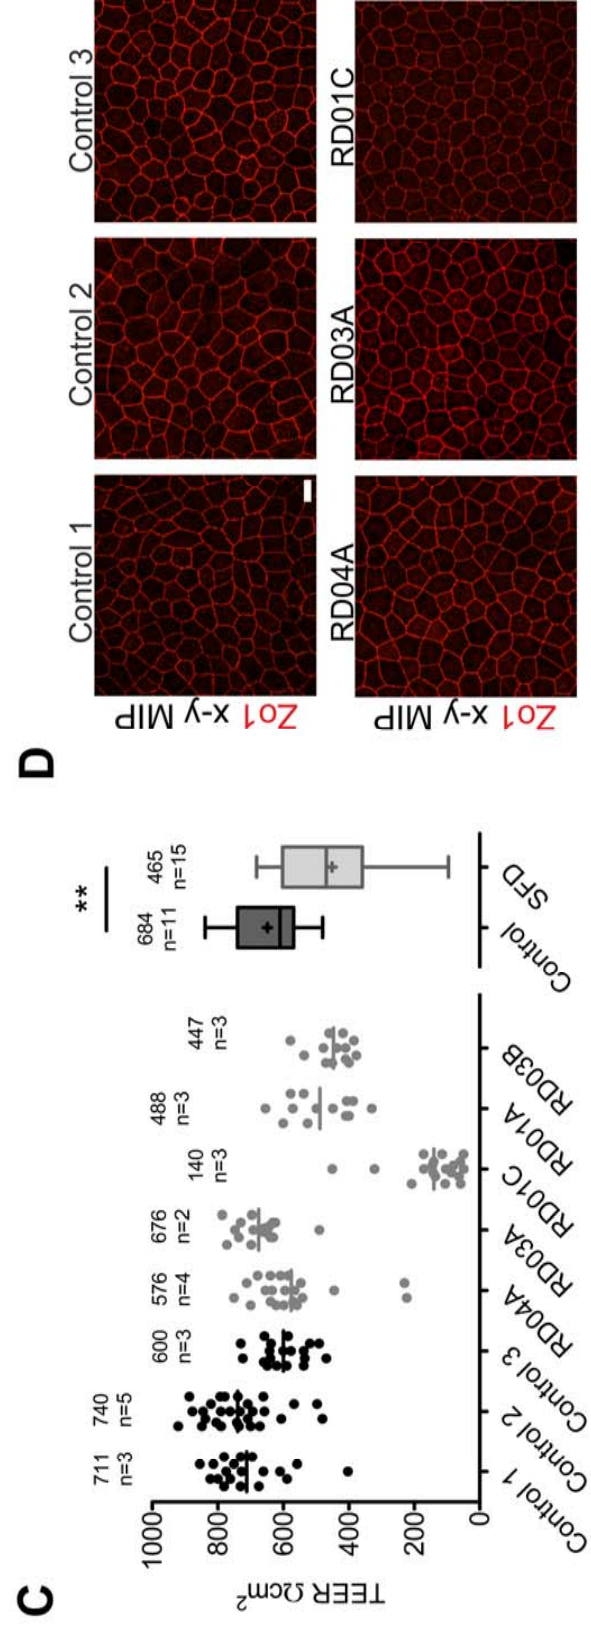 C
TEER Ωcm²
1000
800
600
400
200
0
711
n=3
740
n=5
600
n=3
576
n=4
676
n=2
140
n=3
488
n=3
447
n=3
684
n=11
465
n=15
**
Control 1
Control 2
Control 3
RD04A
RD03A
RD01C
RD01A
RD03B
Control
SFD
D
Control 1
Control 2
Control 3
Zo1 x-y MIP
RD04A
RD03A
RD01C
Zo1 x-y MIP